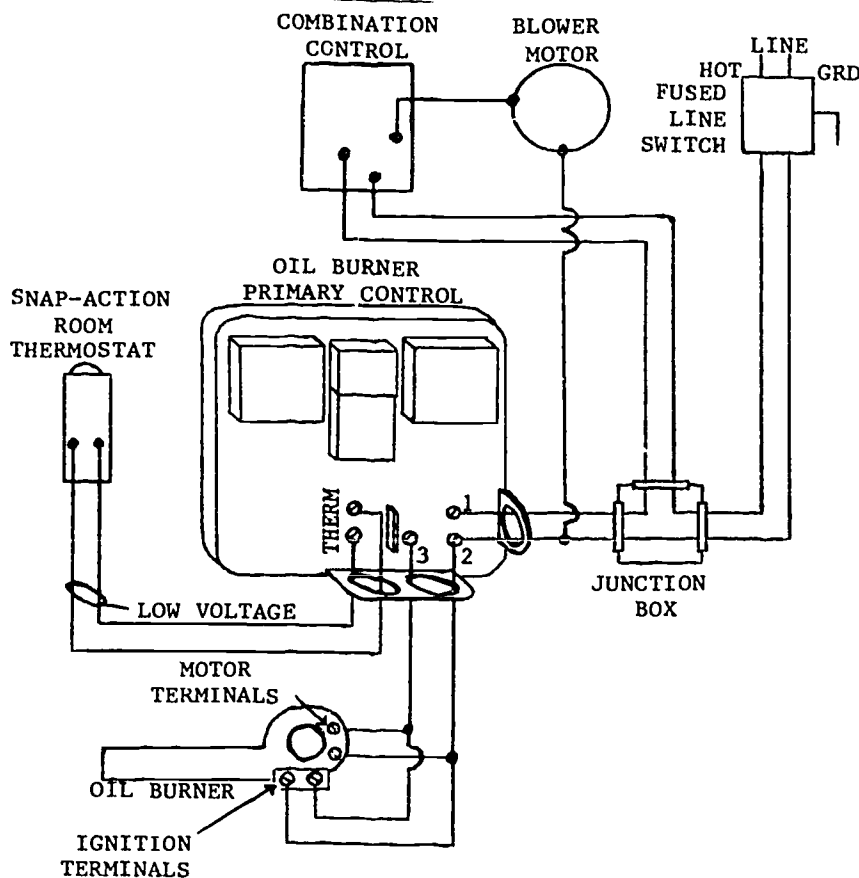 COMBINATION
CONTROL
BLOWER
MOTOR
LINE
HOT
GRD
FUSED
LINE
SWITCH
OIL BURNER
PRIMARY CONTROL
SNAP-ACTION
ROOM
THERMOSTAT
THERM
1
3
2
JUNCTION
BOX
LOW VOLTAGE
MOTOR
TERMINALS
OIL BURNER
IGNITION
TERMINALS